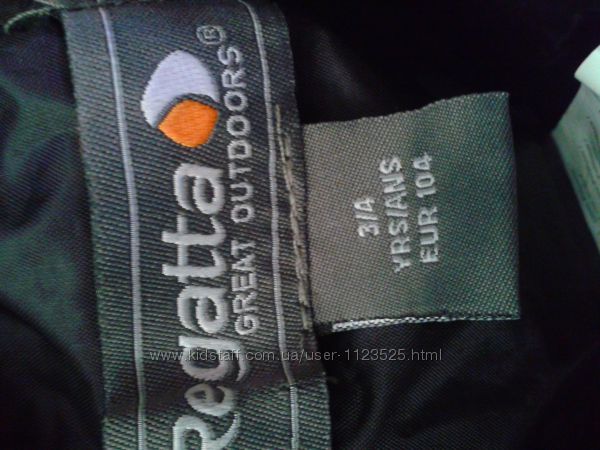 Regatta
GREAT OUTDOORS®
3/4
YRS/ANS
EUR 104
www.kidstaff.com.ua/user-1123525.html